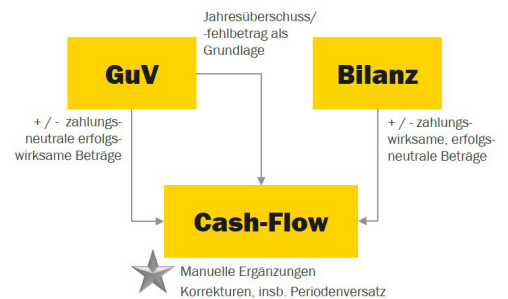 Jahresüberschuss/
-fehlbetrag als
Grundlage
GuV
Bilanz
+ / - zahlungs-
neutrale erfolgs-
wirksame Beträge
+ / - zahlungs-
wirksame, erfolgs-
neutrale Beträge
Cash-Flow
Manuelle Ergänzungen
Korrekturen, insb. Periodenversatz